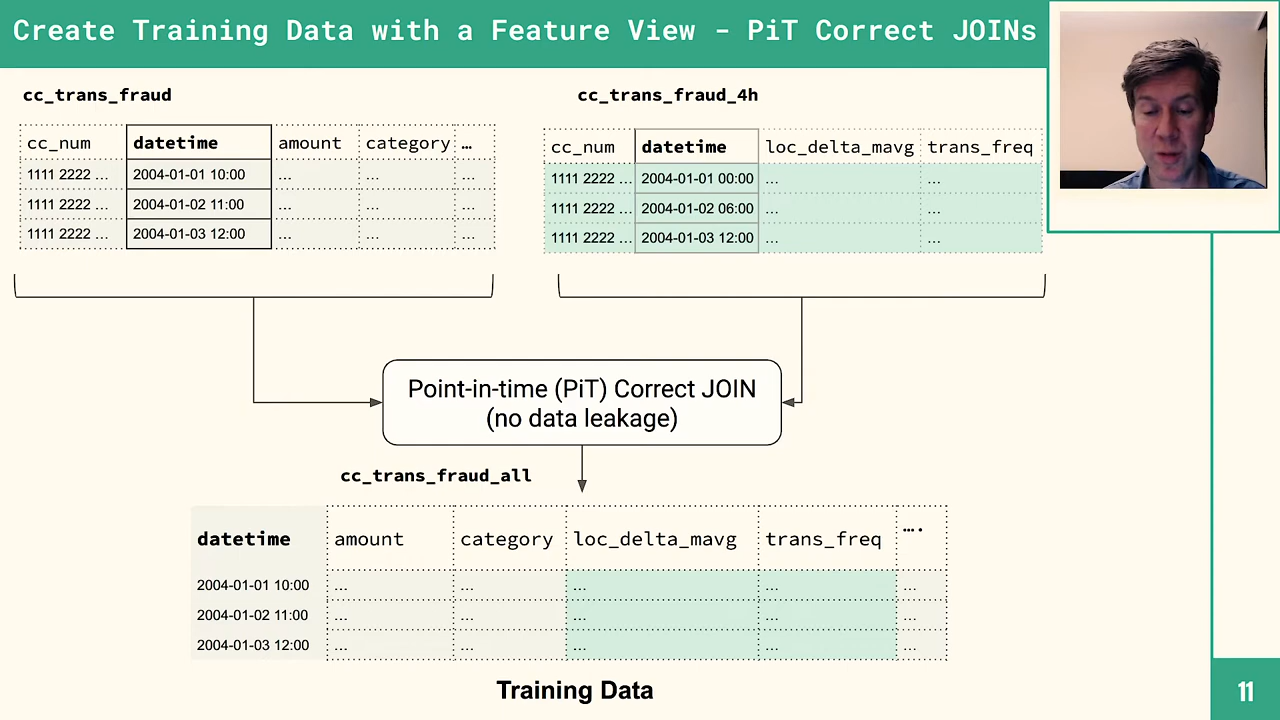 Create Training Data with a Feature View - PiT Correct JOINs
cc_trans_fraud
cc_num datetime amount category …
1111 2222 … 2004-01-01 10:00 … …
1111 2222 … 2004-01-02 11:00 … …
1111 2222 … 2004-01-03 12:00 … …
cc_trans_fraud_4h
cc_num datetime loc_delta_mavg trans_freq
1111 2222 … 2004-01-01 00:00 … …
1111 2222 … 2004-01-02 06:00 … …
1111 2222 … 2004-01-03 12:00 … …
Point-in-time (PiT) Correct JOIN
(no data leakage)
cc_trans_fraud_all
datetime amount category loc_delta_mavg trans_freq ….
2004-01-01 10:00 … … … … …
2004-01-02 11:00 … … … … …
2004-01-03 12:00 … … … … …
Training Data
11